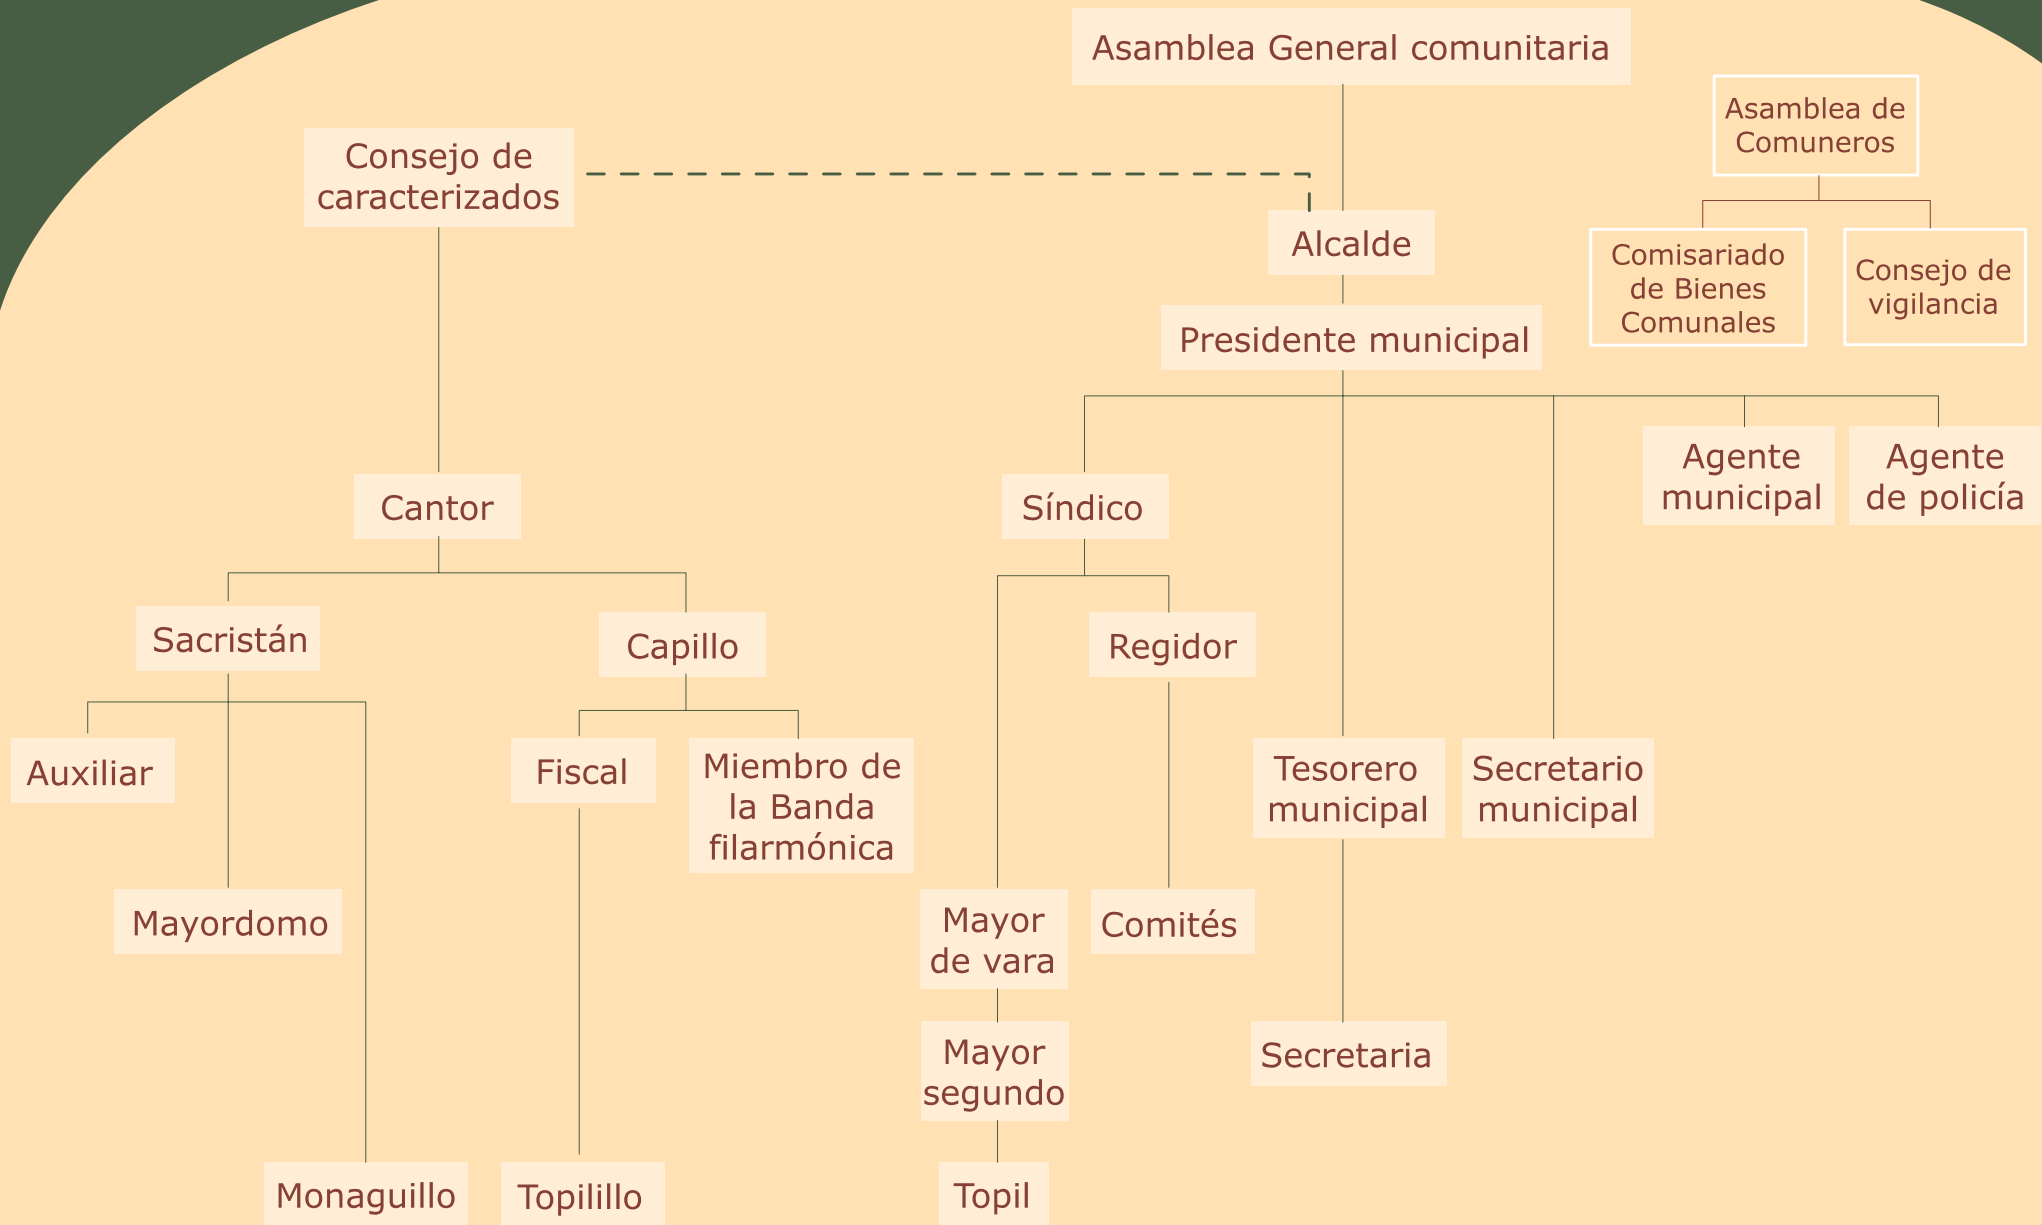 Asamblea General comunitaria
Asamblea de
Comuneros
Consejo de
caracterizados
Alcalde
Comisariado
de Bienes
Comunales
Consejo de
vigilancia
Presidente municipal
Agente
municipal
Agente
de policía
Cantor
Síndico
Sacristán
Capillo
Regidor
Auxiliar
Fiscal
Miembro de
la Banda
filarmónica
Tesorero
municipal
Secretario
municipal
Mayordomo
Mayor
de vara
Comités
Mayor
segundo
Secretaria
Monaguillo
Topilillo
Topil